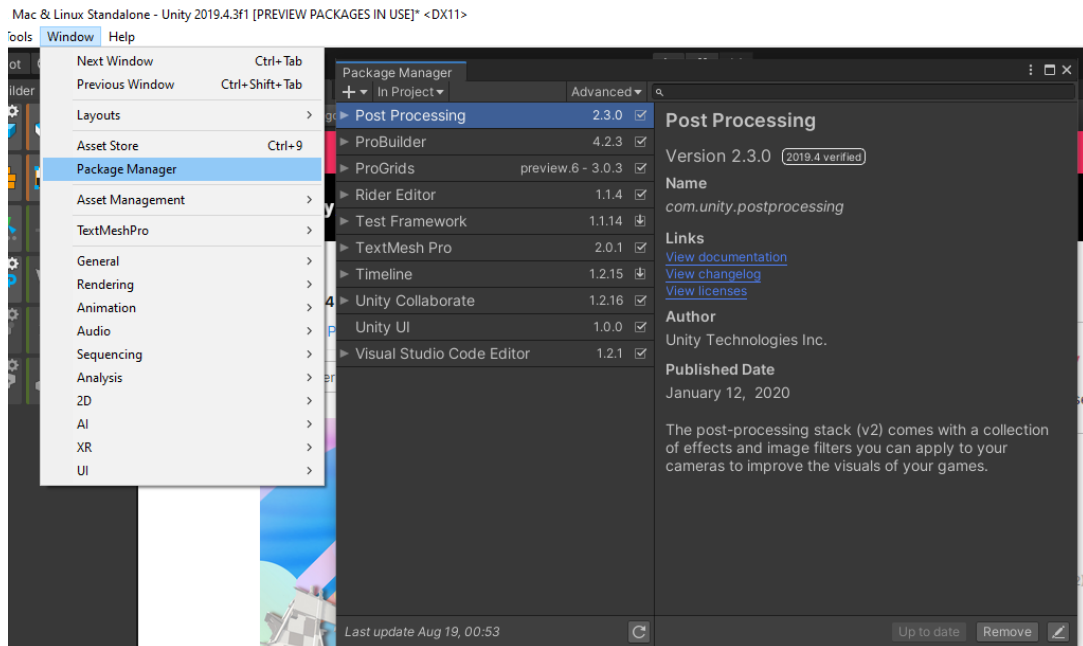 Mac & Linux Standalone - Unity 2019.4.3f1 [PREVIEW PACKAGES IN USE]* <DX11>
Tools Window Help
Next Window Ctrl+Tab
Previous Window Ctrl+Shift+Tab
Layouts
Asset Store Ctrl+9
Package Manager
Asset Management
TextMeshPro
General
Rendering
Animation
Audio
Sequencing
Analysis
2D
AI
XR
UI
Package Manager
In Project Advanced
Post Processing 2.3.0
ProBuilder 4.2.3
ProGrids preview.6 - 3.0.3
Rider Editor 1.1.4
Test Framework 1.1.14
TextMesh Pro 2.0.1
Timeline 1.2.15
Unity Collaborate 1.2.16
Unity UI 1.0.0
Visual Studio Code Editor 1.2.1
Last update Aug 19, 00:53
Post Processing
Version 2.3.0 2019.4 verified
Name
com.unity.postprocessing
Links
View documentation
View changelog
View licenses
Author
Unity Technologies Inc.
Published Date
January 12, 2020
The post-processing stack (v2) comes with a collection
of effects and image filters you can apply to your
cameras to improve the visuals of your games.
Up to date Remove